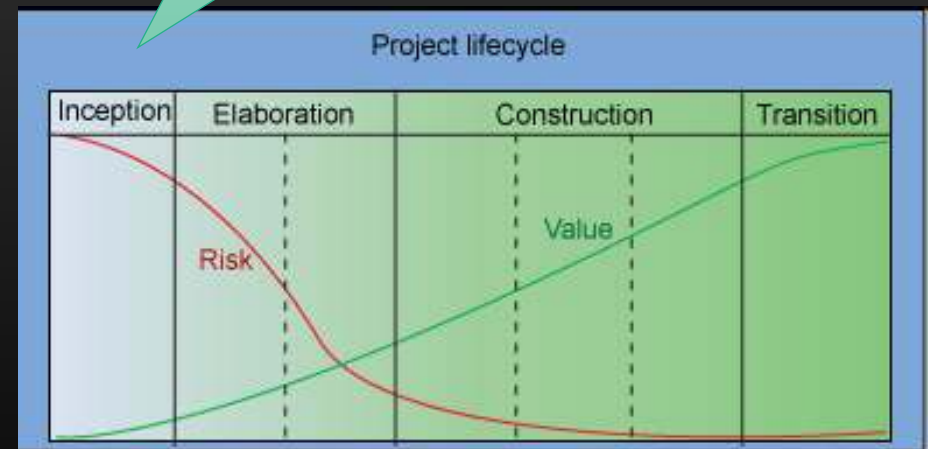 Project lifecycle
Inception Elaboration Construction Transition
Value
Risk